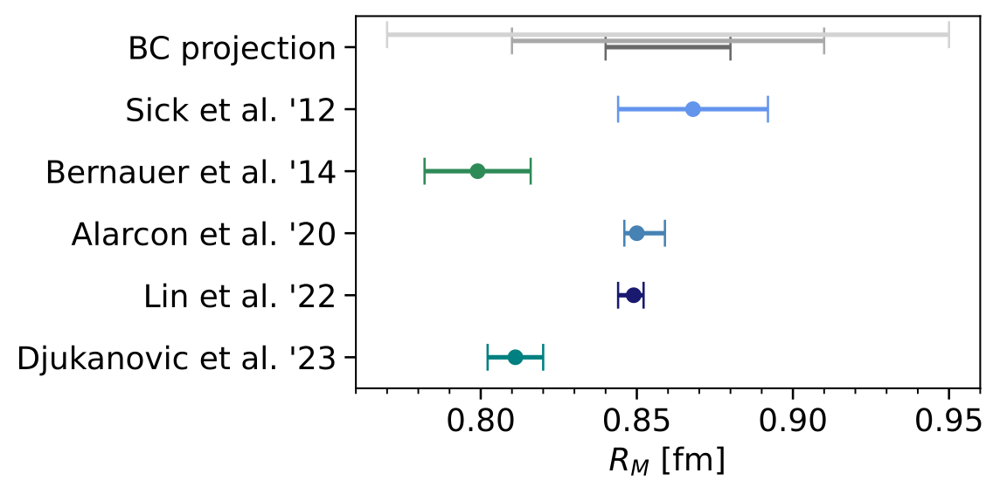 BC projection
Sick et al. '12
Bernauer et al. '14
Alarcon et al. '20
Lin et al. '22
Djukanovic et al. '23
0.80 0.85 0.90 0.95
R_M [fm]